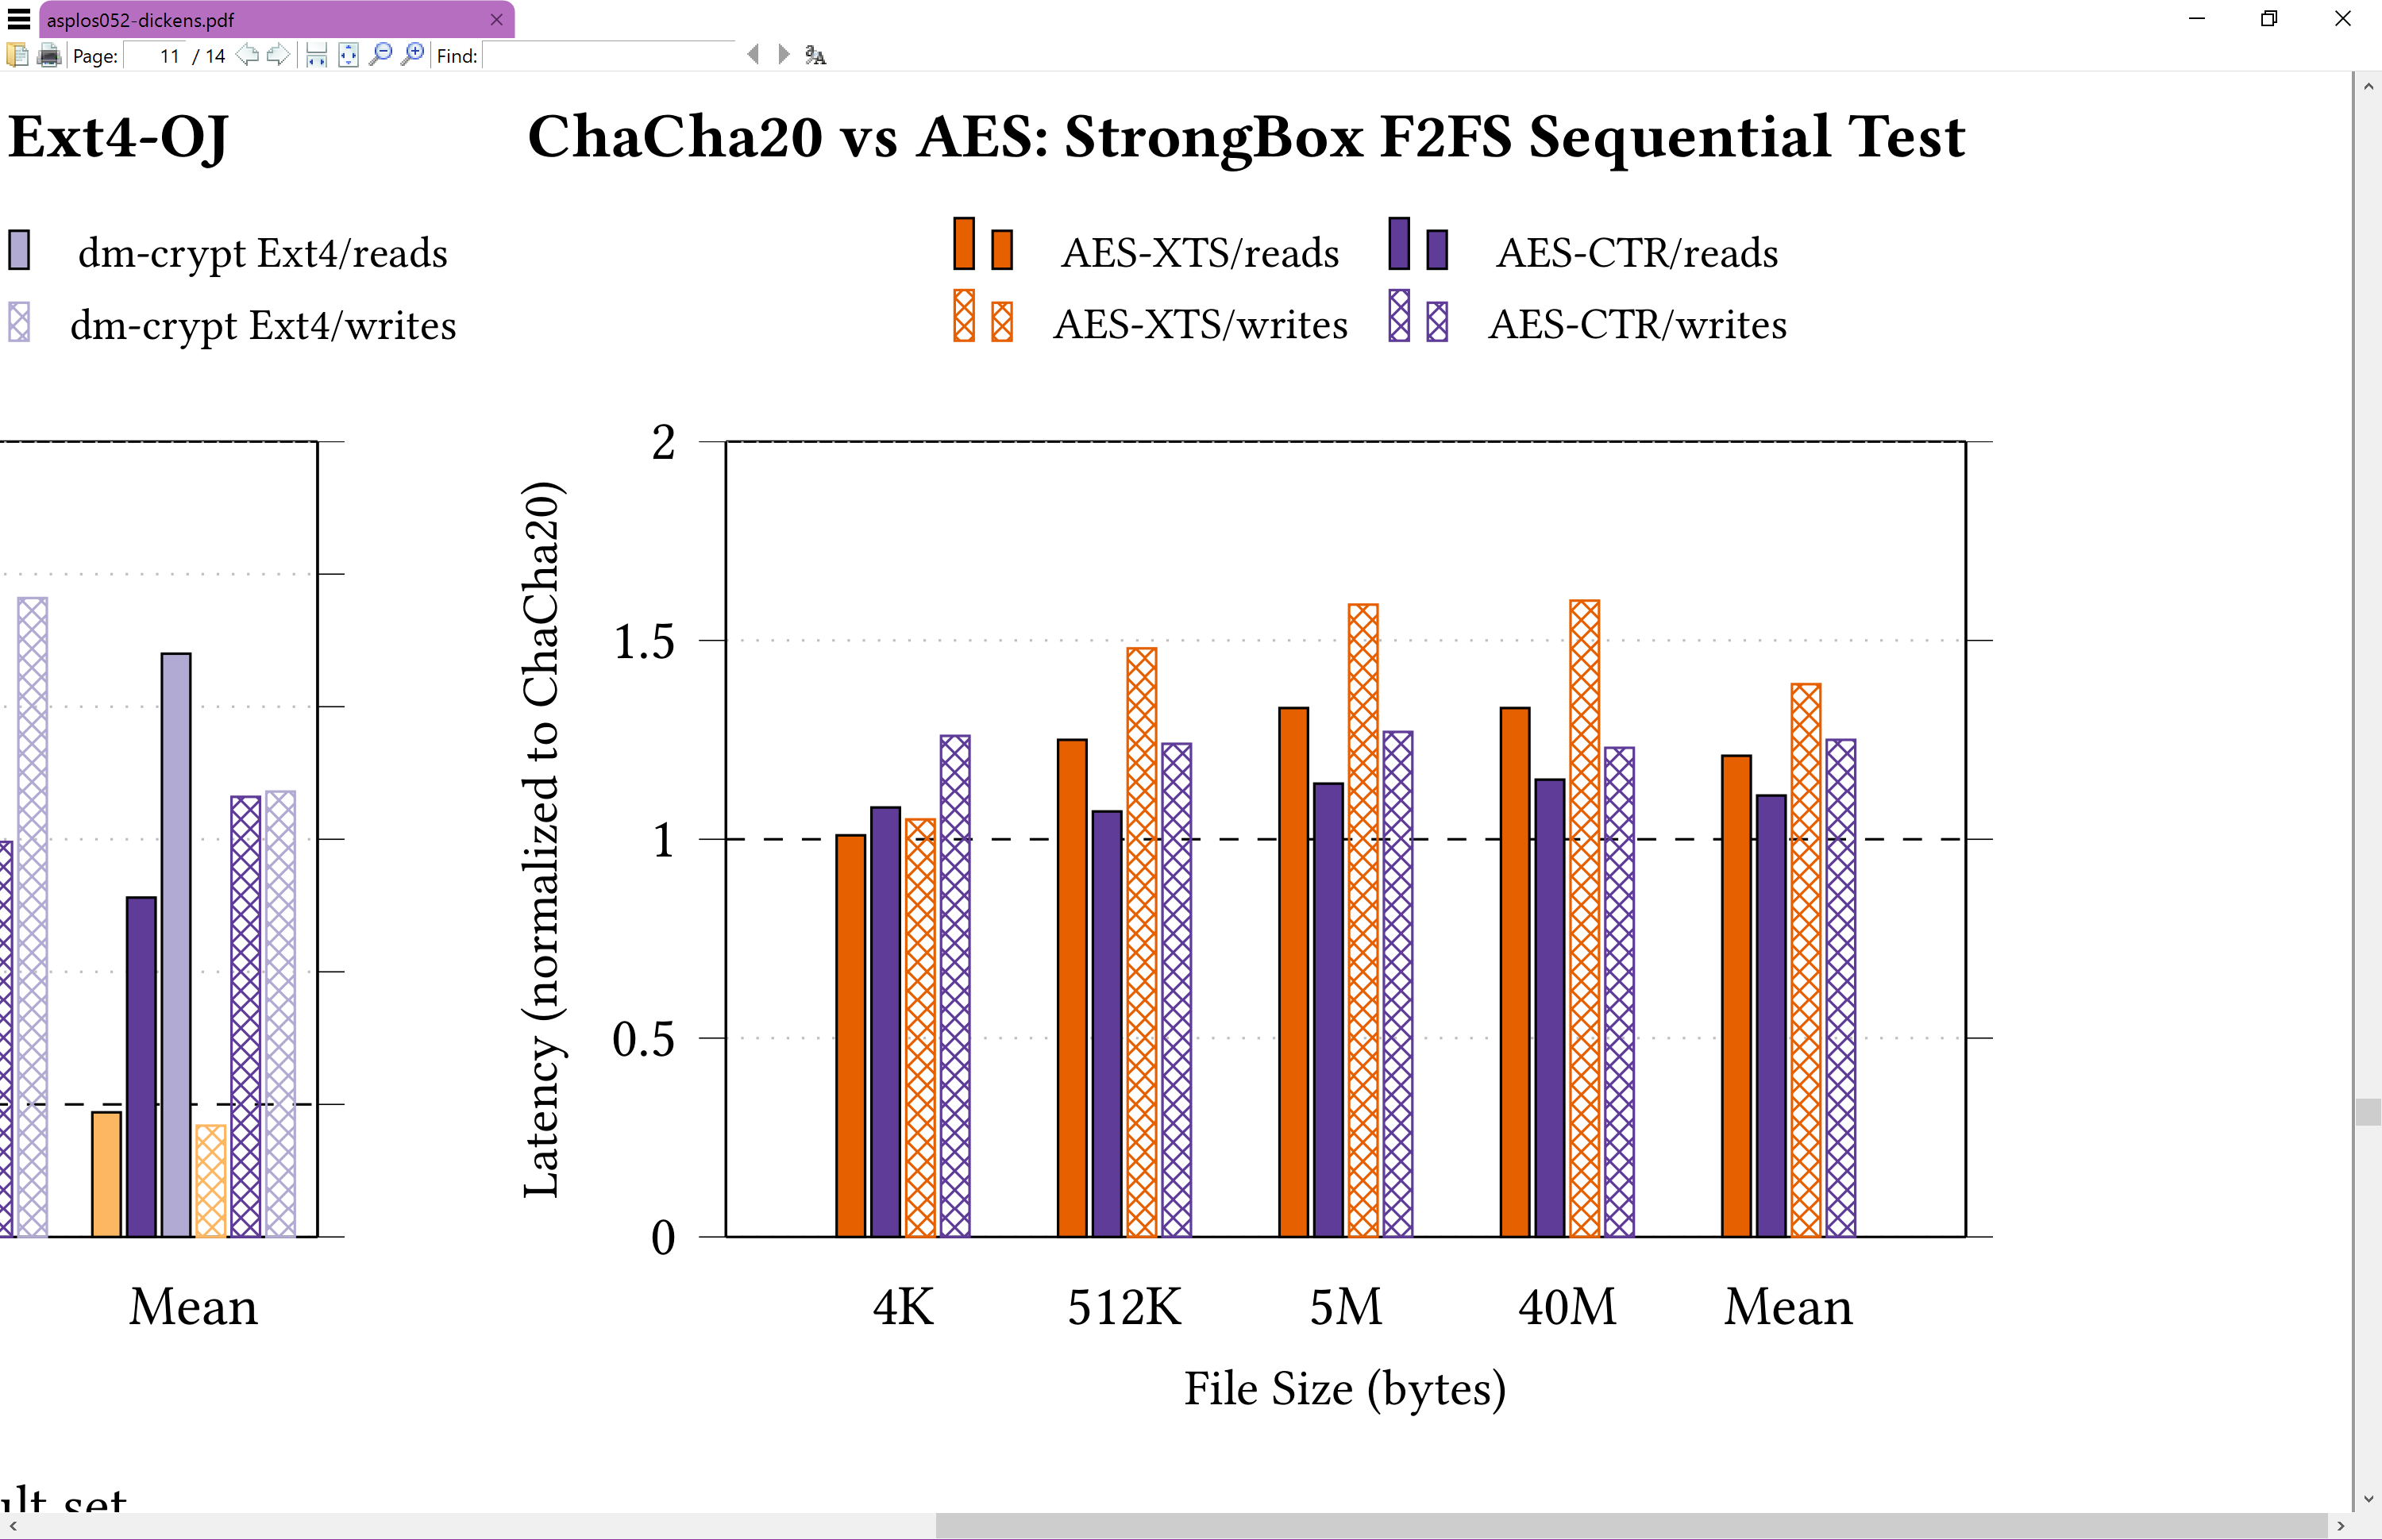 asplos052-dickens.pdf
Page: 11 / 14 Find:
Ext4-OJ
dm-crypt Ext4/reads
dm-crypt Ext4/writes
Mean
ChaCha20 vs AES: StrongBox F2FS Sequential Test
AES-XTS/reads AES-CTR/reads
AES-XTS/writes AES-CTR/writes
Latency (normalized to ChaCha20)
2
1.5
1
0.5
0
4K 512K 5M 40M Mean
File Size (bytes)
set